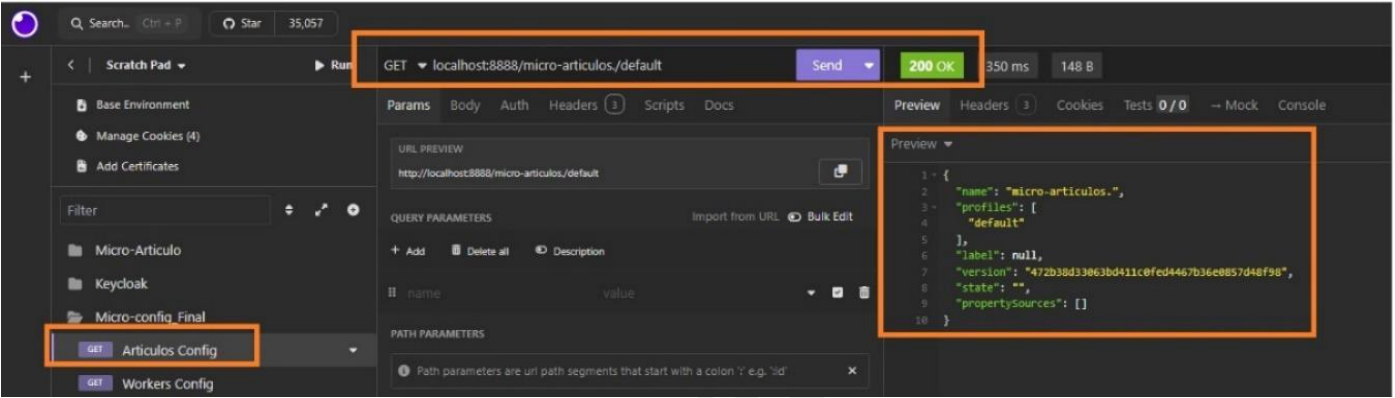 Search.. Ctrl + P Star 35,057
Scratch Pad Run
Base Environment
Manage Cookies (4)
Add Certificates
Filter
Micro-Articulo
Keycloak
Micro-config_Final
GET Articulos Config
GET Workers Config
GET localhost:8888/micro-articulos./default Send
Params Body Auth Headers 3 Scripts Docs
URL PREVIEW
http://localhost:8888/micro-articulos./default
QUERY PARAMETERS Import from URL Bulk Edit
+ Add Delete all Description
name value
PATH PARAMETERS
Path parameters are url path segments that start with a colon ':' e.g. ':id'
200 OK 350 ms 148 B
Preview Headers 3 Cookies Tests 0 / 0 → Mock Console
Preview
1 {
2 "name": "micro-articulos.",
3 "profiles": [
4 "default"
5 ],
6 "label": null,
7 "version": "472b38d33063bd411c0fed4467b36e0857d48f98",
8 "state": "",
9 "propertySources": []
10 }